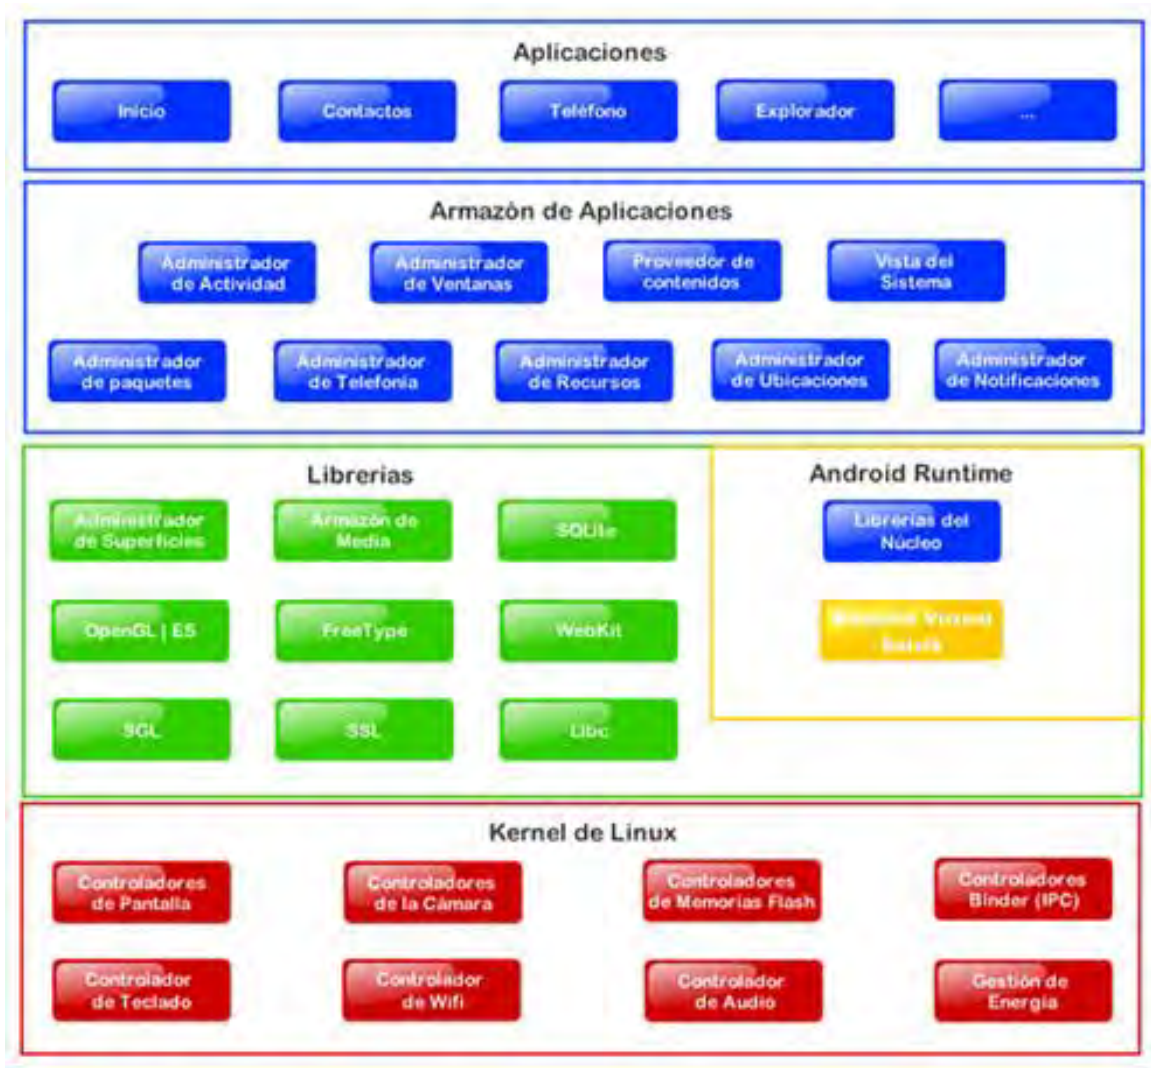 Aplicaciones
Inicio
Contactos
Teléfono
Explorador
...
Armazón de Aplicaciones
Administrador
de Actividad
Administrador
de Ventanas
Proveedor de
contenidos
Vista del
Sistema
Administrador
de paquetes
Administrador
de Telefonía
Administrador
de Recursos
Administrador
de Ubicaciones
Administrador
de Notificaciones
Librerias
Administrador
de Superficies
Armazón de
Media
SQLite
OpenGL | ES
FreeType
WebKit
SGL
SSL
Libc
Android Runtime
Librerías del
Núcleo
Virtual
Kernel de Linux
Controladores
de Pantalla
Controladores
de la Cámara
Controladores
de Memorias Flash
Controladores
Binder (IPC)
Controlador
de Teclado
Controlador
de Wifi
Controlador
de Audio
Gestión de
Energía